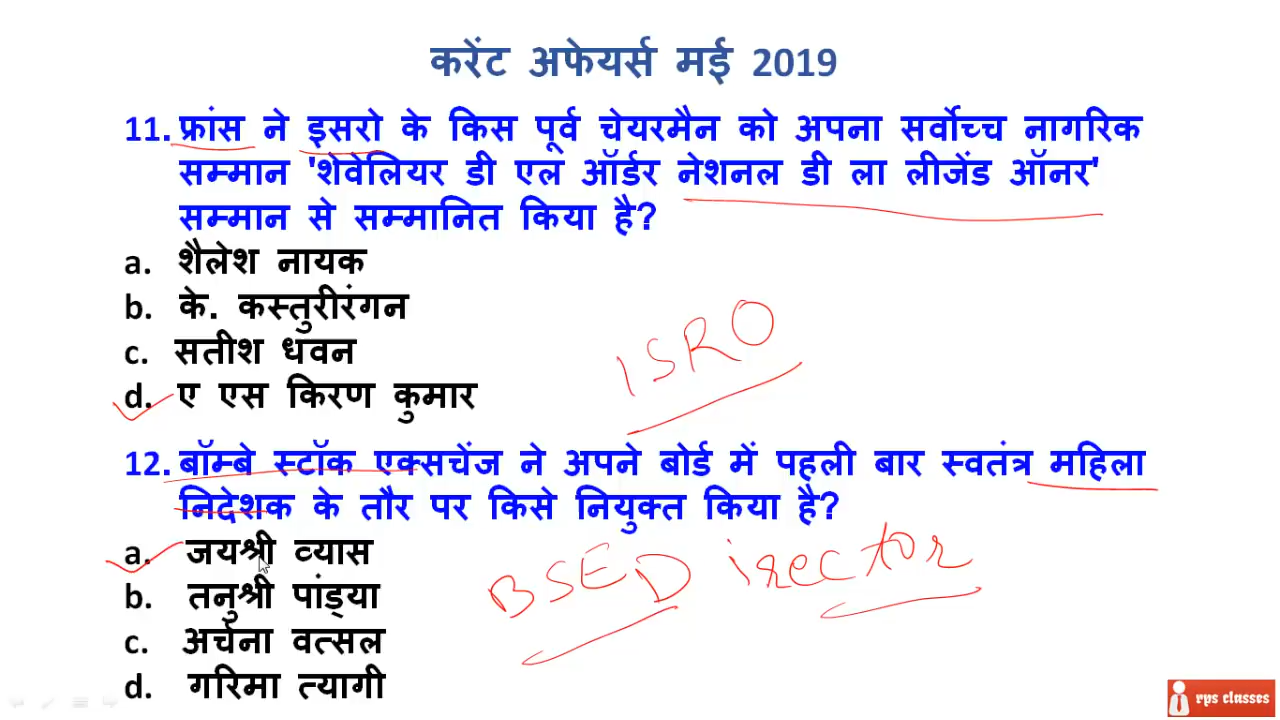 करेंट अफेयर्स मई 2019
11. फ्रांस ने इसरो के किस पूर्व चेयरमैन को अपना सर्वोच्च नागरिक
सम्मान 'शेवेलियर डी एल ऑर्डर नेशनल डी ला लीजेंड ऑनर'
सम्मान से सम्मानित किया है?
a. शैलेश नायक
b. के. कस्तुरीरंगन
c. सतीश धवन
d. ए एस किरण कुमार
ISRO
12. बॉम्बे स्टॉक एक्सचेंज ने अपने बोर्ड में पहली बार स्वतंत्र महिला
निदेशक के तौर पर किसे नियुक्त किया है?
a. जयश्री व्यास
b. तनुश्री पांड्या
c. अर्चना वत्सल
d. गरिमा त्यागी
BSE Director
rps classes